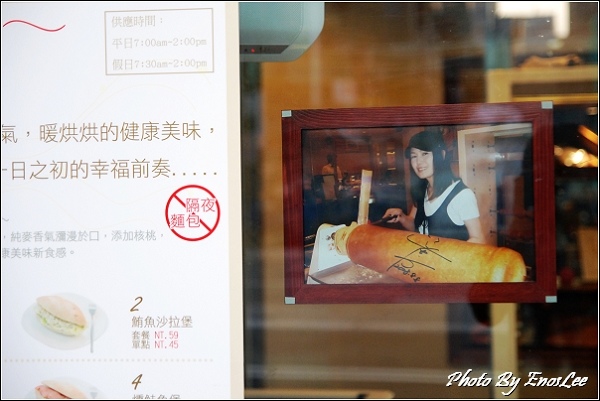 供應時間：
平日7:00am-2:00pm
假日7:30am-2:00pm
氣，暖烘烘的健康美味，
一日之初的幸福前奏.....
隔夜
麵包
，純麥香氣瀰漫於口，添加核桃，
康美味新食感。
2
鮪魚沙拉堡
套餐 NT.59
單點 NT.45
4
Photo By EnosLee